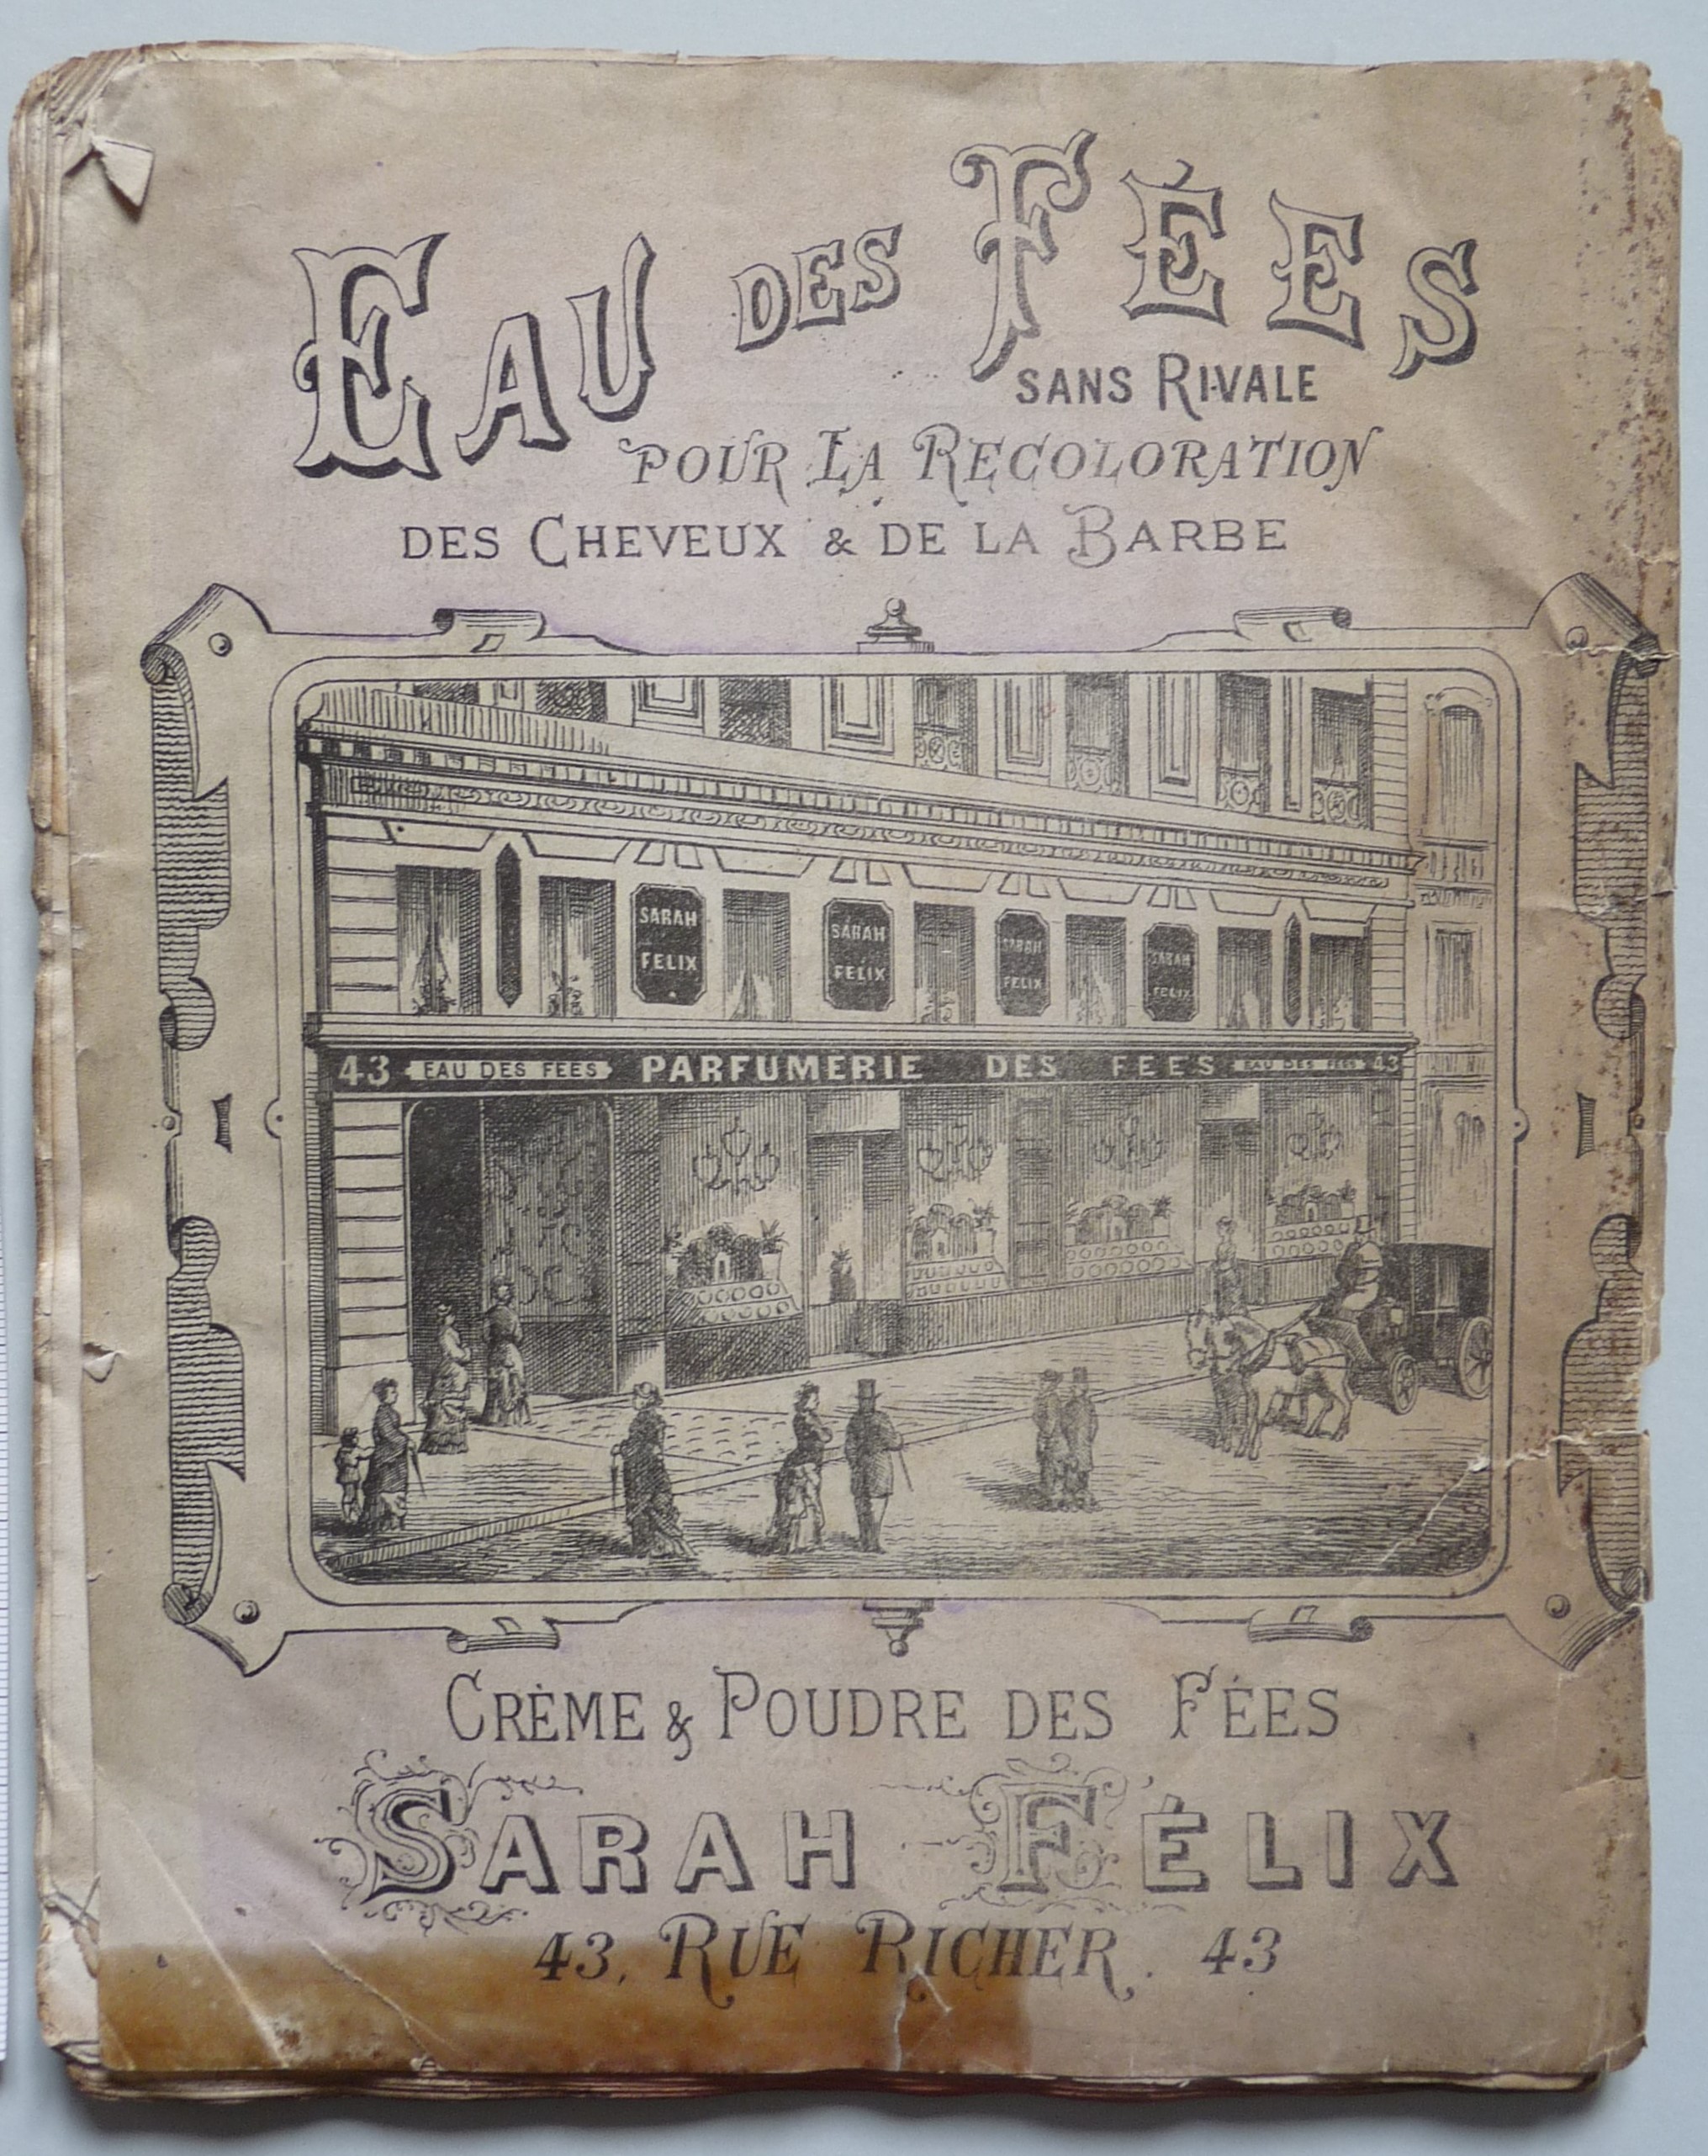 EAU DES FÉES
SANS RIVALE
POUR LA RECOLORATION
DES CHEVEUX & DE LA BARBE
SARAH FELIX
SARAH FELIX
SARAH FELIX
SARAH FELIX
43 EAU DES FEES PARFUMERIE DES FEES EAU DES FEES 43
CRÈME & POUDRE DES FÉES
SARAH FÉLIX
43, RUE RICHER. 43